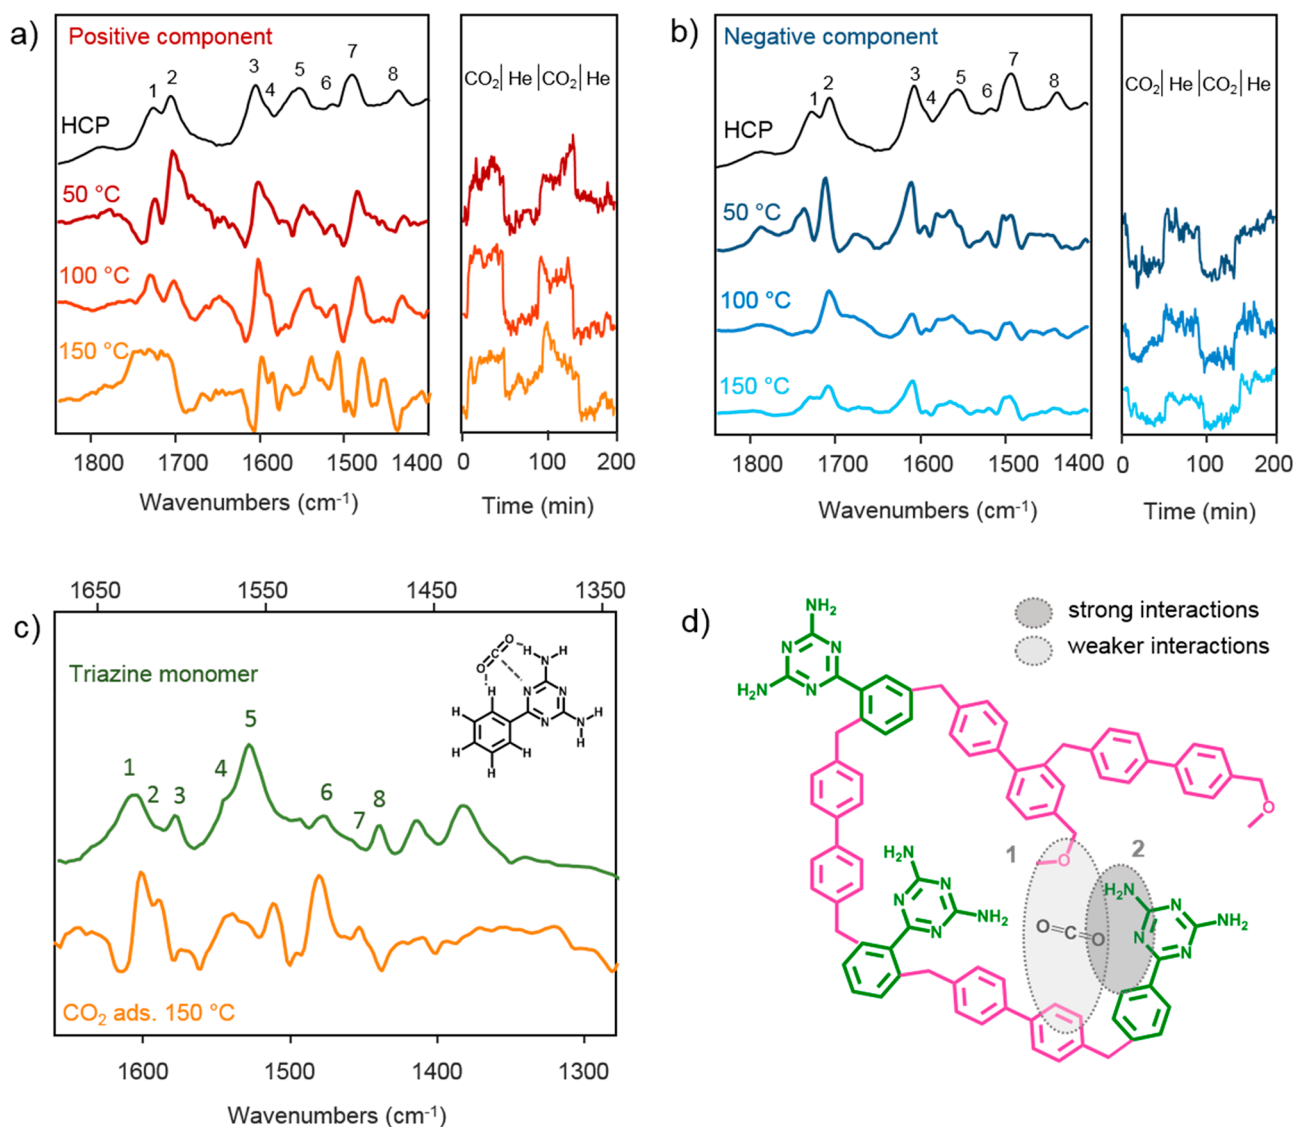 a)
Positive component
1 2 3 4 5 6 7 8
HCP
50 °C
100 °C
150 °C
1800 1700 1600 1500 1400
Wavenumbers (cm-1)
CO2| He |CO2| He
0 100 200
Time (min)
b)
Negative component
1 2 3 4 5 6 7 8
HCP
50 °C
100 °C
150 °C
1800 1700 1600 1500 1400
Wavenumbers (cm-1)
CO2| He |CO2| He
0 100 200
Time (min)
1650 1550 1450 1350
c)
Triazine monomer
1 2 3 4 5 6 7 8
O C O
H N H
N N
N N H
H
H H
H H
H
CO2 ads. 150 °C
1600 1500 1400 1300
Wavenumbers (cm-1)
d)
strong interactions
weaker interactions
NH2
N N
H2N N
O
1 2
O
H2N
N N
N NH2
H2N N
N NH2
N N
O=C=O